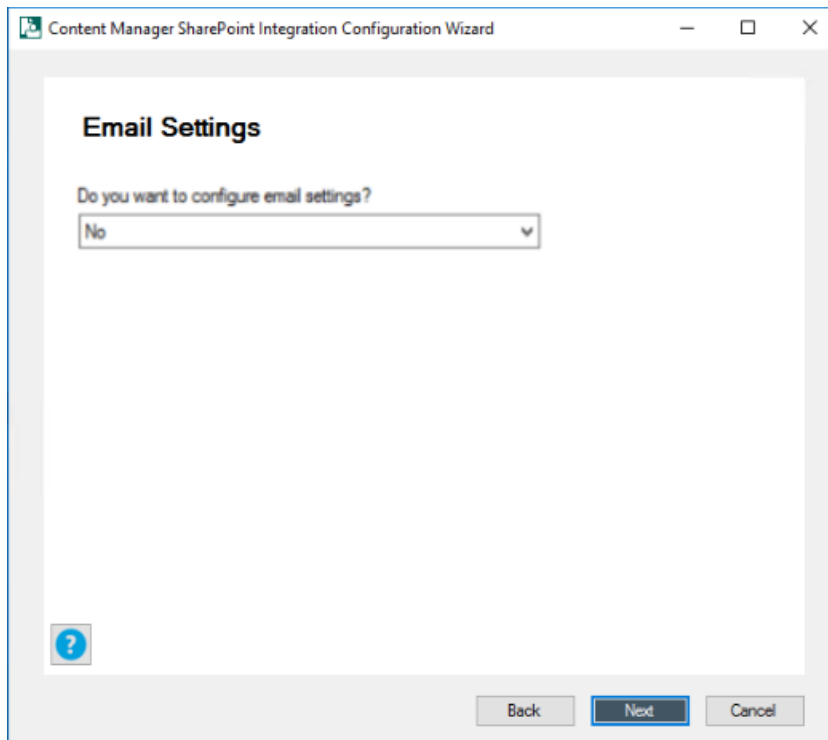 Content Manager SharePoint Integration Configuration Wizard
Email Settings
Do you want to configure email settings?
No
?
Back Next Cancel